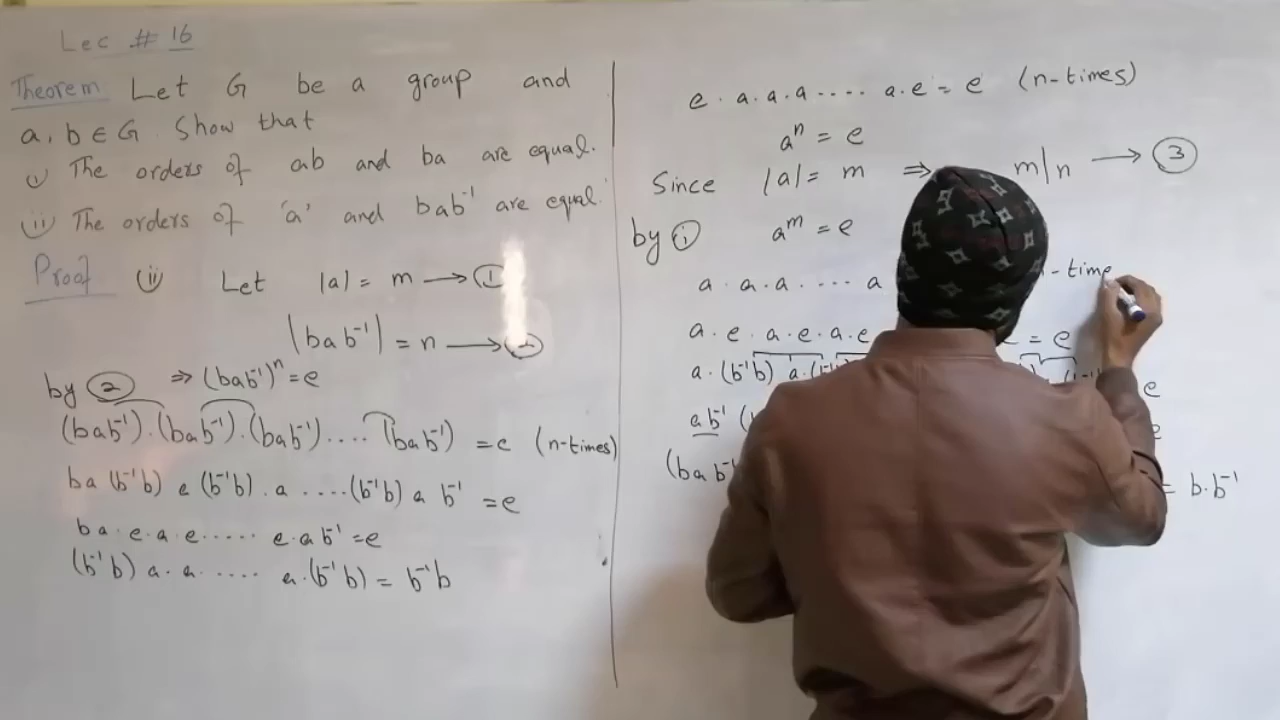 Lec # 16
Theorem Let G be a group and
a, b ∈ G. Show that
(i) The orders of ab and ba are equal.
(ii) The orders of 'a' and bab⁻¹ are equal.
Proof (ii) Let |a| = m → ①
|bab⁻¹| = n →
by ② ⇒ (bab⁻¹)ⁿ = e
(bab⁻¹).(bab⁻¹).(bab⁻¹).... (bab⁻¹) = e (n-times)
ba (b⁻¹b) e (b⁻¹b) . a ..... (b⁻¹b) a b⁻¹ = e
ba . e . a . e ..... e . a b⁻¹ = e
(b⁻¹b) a . a ..... a . (b⁻¹b) = b⁻¹b
e . a . a . a ..... a . e = e (n-times)
aⁿ = e
Since |a| = m ⇒ m|n → ③
by ① aᵐ = e
a . a . a .... a - time
a . e . a . e . a . e = e
a . (b⁻¹b) a . e
ab⁻¹ ( e
(bab⁻¹ = b.b⁻¹